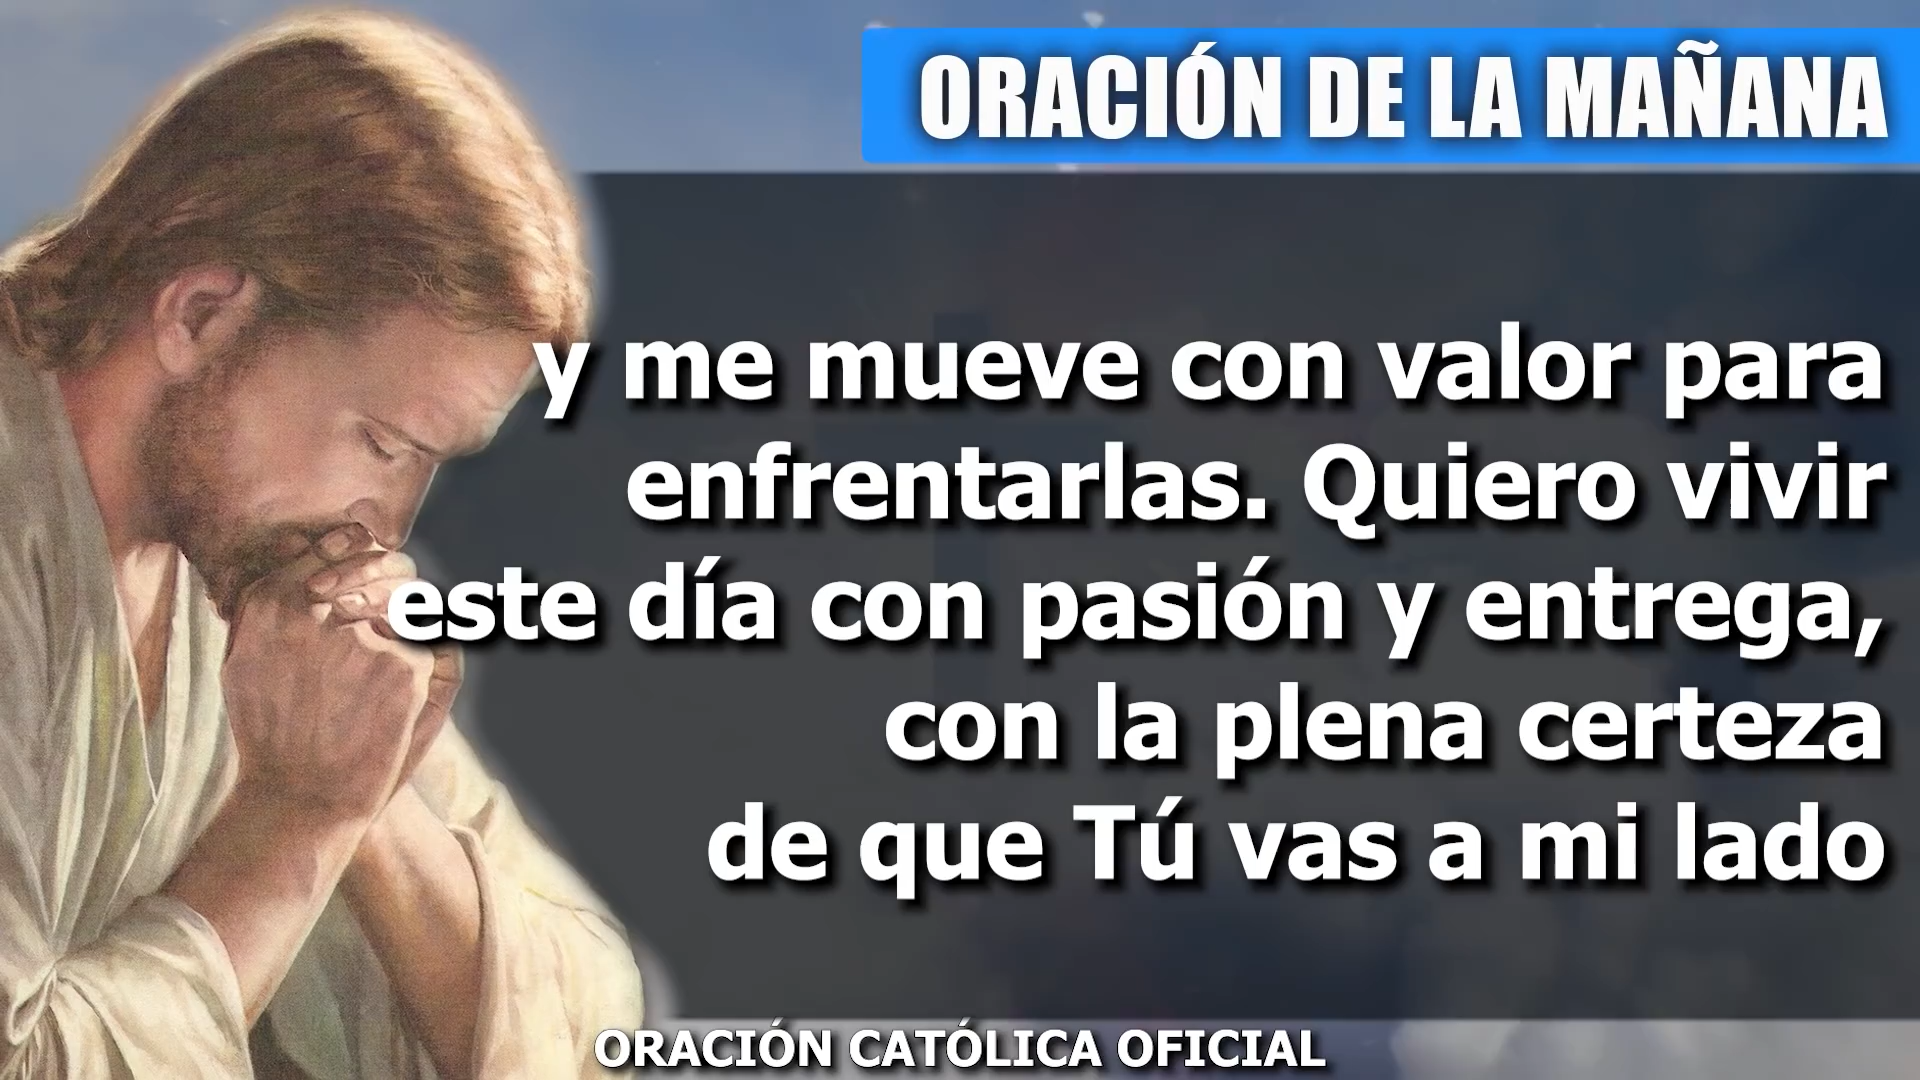 ORACIÓN DE LA MAÑANA
y me mueve con valor para
enfrentarlas. Quiero vivir
este día con pasión y entrega,
con la plena certeza
de que Tú vas a mi lado
ORACIÓN CATÓLICA OFICIAL